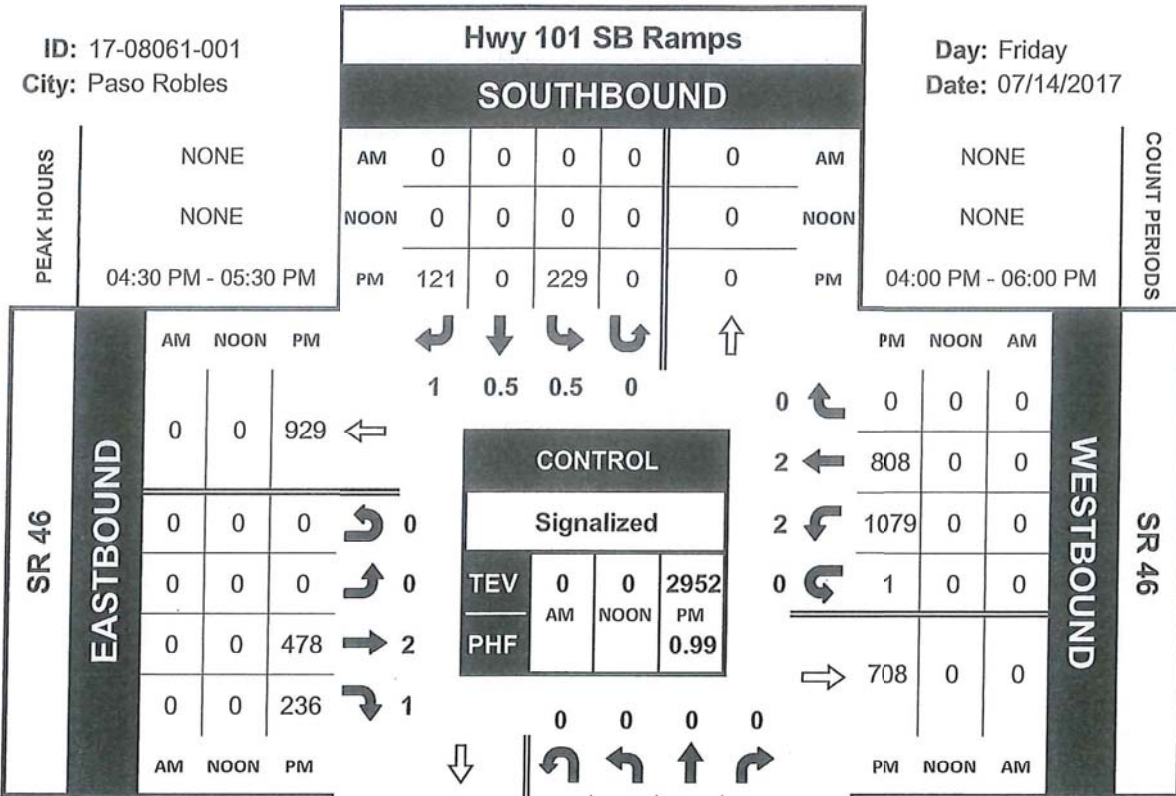 ID: 17-08061-001
City: Paso Robles
Hwy 101 SB Ramps
SOUTHBOUND
Day: Friday
Date: 07/14/2017
PEAK HOURS
NONE
NONE
04:30 PM - 05:30 PM
AM 0 0 0 0 0 AM
NOON 0 0 0 0 0 NOON
PM 121 0 229 0 0 PM
NONE
NONE
04:00 PM - 06:00 PM
COUNT PERIODS
1 0.5 0.5 0
SR 46
EASTBOUND
AM NOON PM
0 0 929
0 0 0 0
0 0 0 0
0 0 478 2
0 0 236 1
AM NOON PM
CONTROL
Signalized
TEV 0 0 2952
AM NOON PM
PHF 0.99
PM NOON AM
0 0 0 0
2 808 0 0
2 1079 0 0
0 1 0 0
708 0 0
PM NOON AM
WESTBOUND
SR 46
0 0 0 0